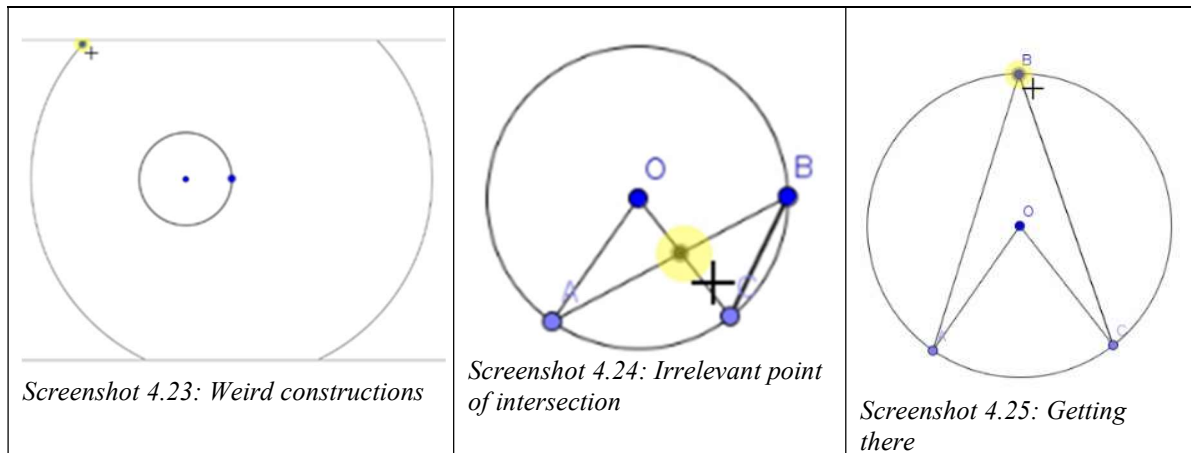 O
B
A
C
B
O
A
C
Screenshot 4.23: Weird constructions
Screenshot 4.24: Irrelevant point
of intersection
Screenshot 4.25: Getting
there